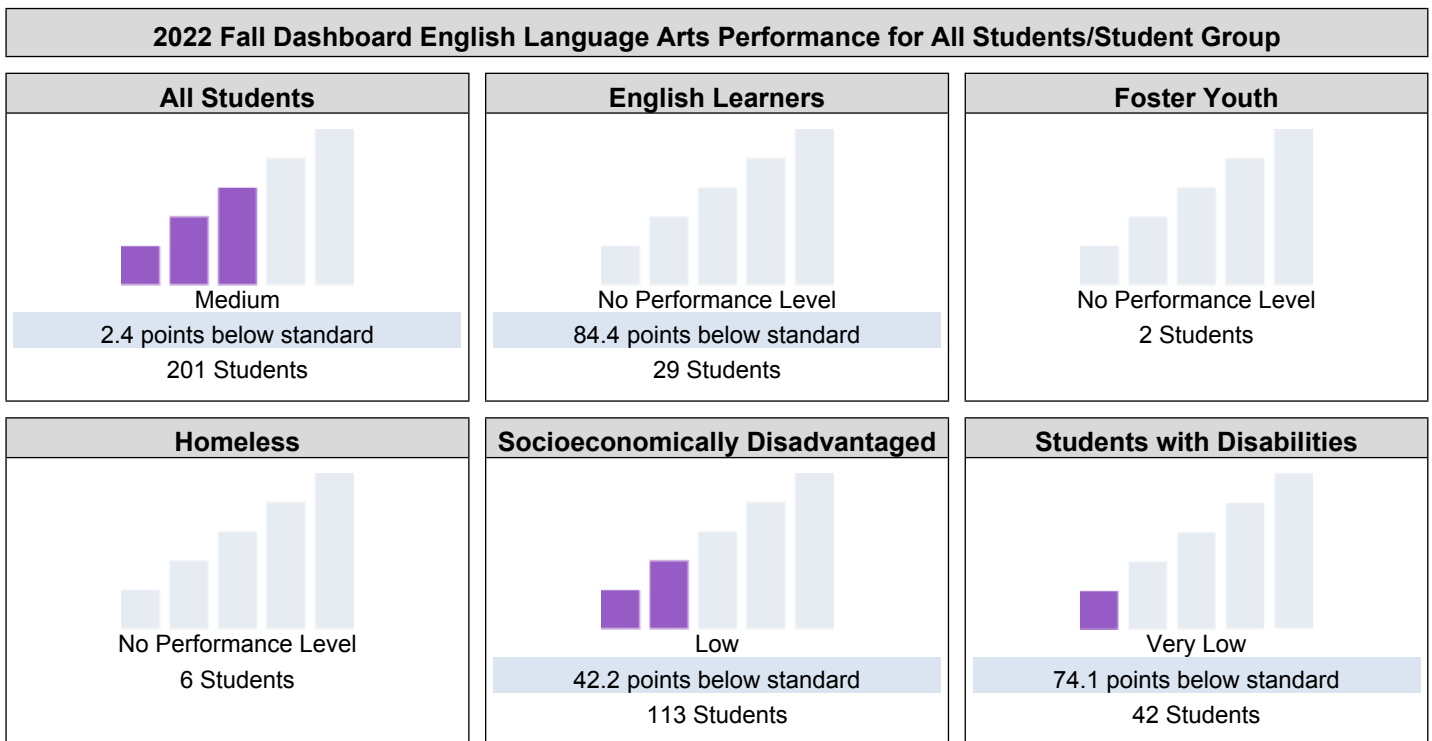 2022 Fall Dashboard English Language Arts Performance for All Students/Student Group
All Students
Medium
2.4 points below standard
201 Students
English Learners
No Performance Level
84.4 points below standard
29 Students
Foster Youth
No Performance Level
2 Students
Homeless
No Performance Level
6 Students
Socioeconomically Disadvantaged
Low
42.2 points below standard
113 Students
Students with Disabilities
Very Low
74.1 points below standard
42 Students